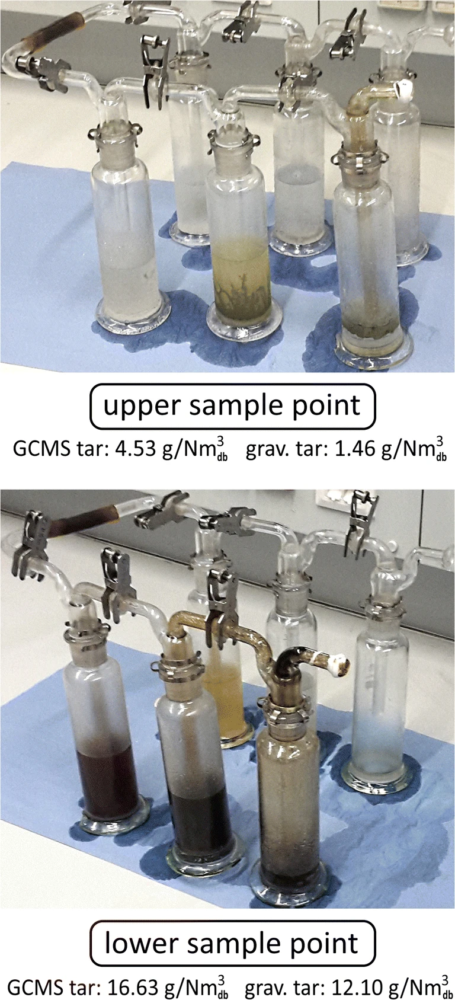 upper sample point
GCMS tar: 4.53 g/Nm³db grav. tar: 1.46 g/Nm³db
lower sample point
GCMS tar: 16.63 g/Nm³db grav. tar: 12.10 g/Nm³db